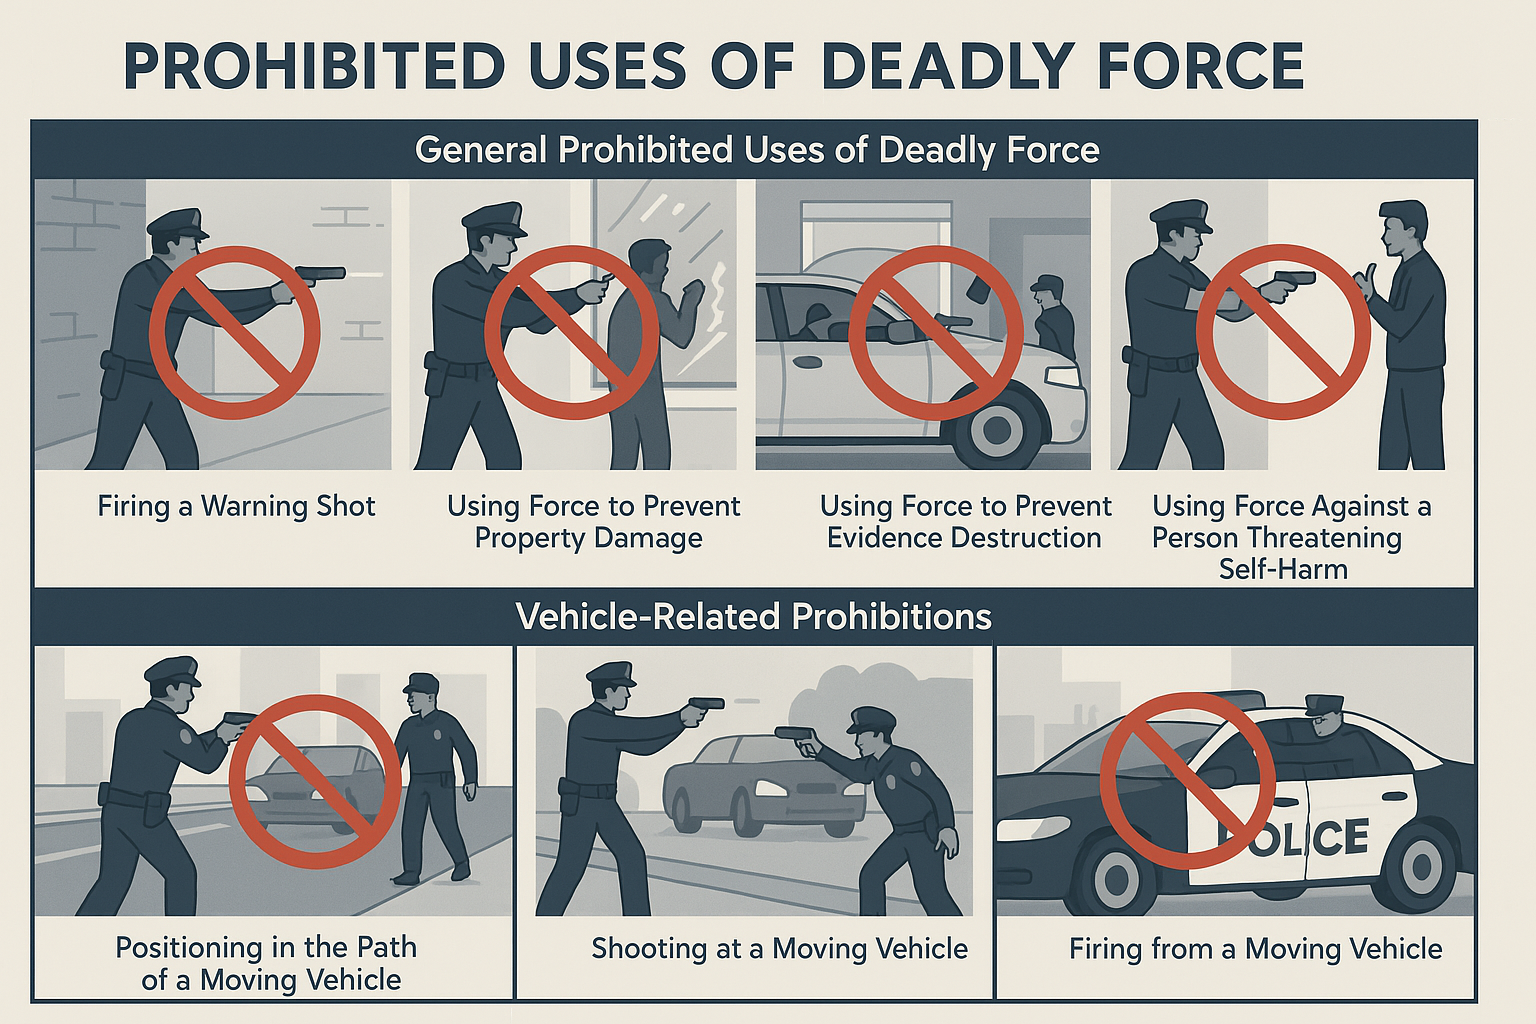 PROHIBITED USES OF DEADLY FORCE
General Prohibited Uses of Deadly Force
Firing a Warning Shot
Using Force to Prevent
Property Damage
Using Force to Prevent
Evidence Destruction
Using Force Against a
Person Threatening
Self-Harm
Vehicle-Related Prohibitions
POLICE
Positioning in the Path
of a Moving Vehicle
Shooting at a Moving Vehicle
Firing from a Moving Vehicle